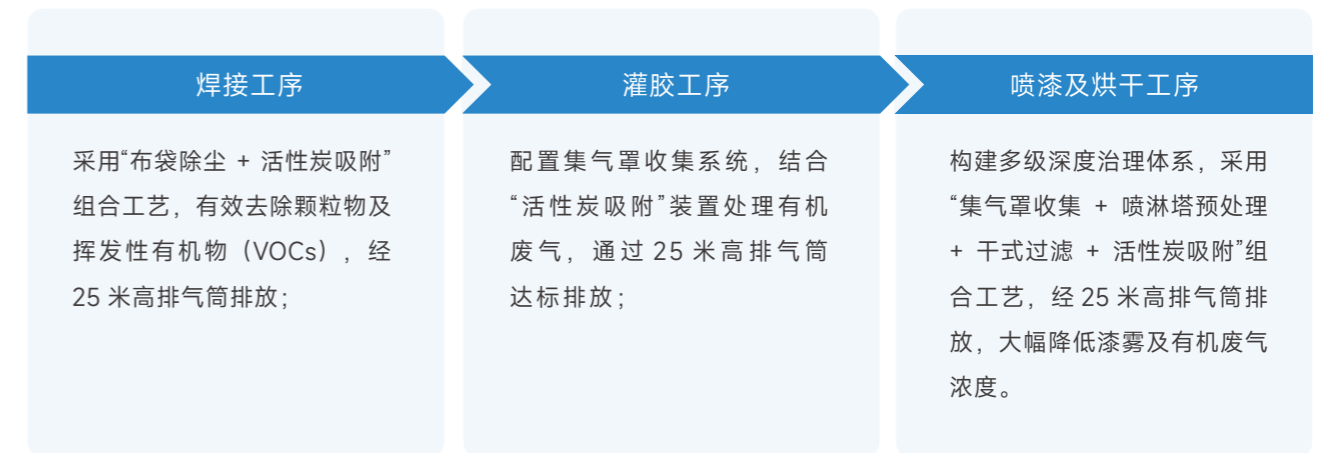 焊接工序
采用“布袋除尘 + 活性炭吸附”
组合工艺，有效去除颗粒物及
挥发性有机物（VOCs），经
25 米高排气筒排放；
灌胶工序
配置集气罩收集系统，结合
“活性炭吸附”装置处理有机
废气，通过 25 米高排气筒
达标排放；
喷漆及烘干工序
构建多级深度治理体系，采用
“集气罩收集 + 喷淋塔预处理
+ 干式过滤 + 活性炭吸附”组
合工艺，经 25 米高排气筒排
放，大幅降低漆雾及有机废气
浓度。